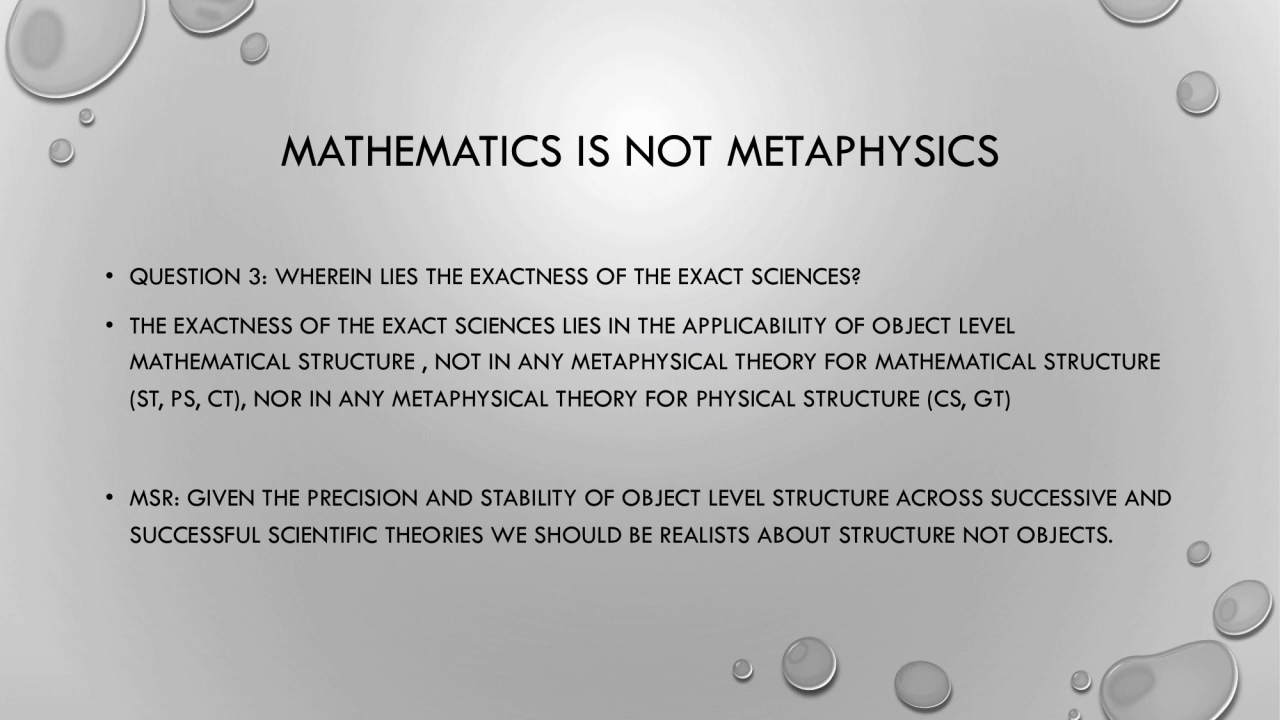 MATHEMATICS IS NOT METAPHYSICS
• QUESTION 3: WHEREIN LIES THE EXACTNESS OF THE EXACT SCIENCES?
• THE EXACTNESS OF THE EXACT SCIENCES LIES IN THE APPLICABILITY OF OBJECT LEVEL
MATHEMATICAL STRUCTURE , NOT IN ANY METAPHYSICAL THEORY FOR MATHEMATICAL STRUCTURE
(ST, PS, CT), NOR IN ANY METAPHYSICAL THEORY FOR PHYSICAL STRUCTURE (CS, GT)
• MSR: GIVEN THE PRECISION AND STABILITY OF OBJECT LEVEL STRUCTURE ACROSS SUCCESSIVE AND
SUCCESSFUL SCIENTIFIC THEORIES WE SHOULD BE REALISTS ABOUT STRUCTURE NOT OBJECTS.